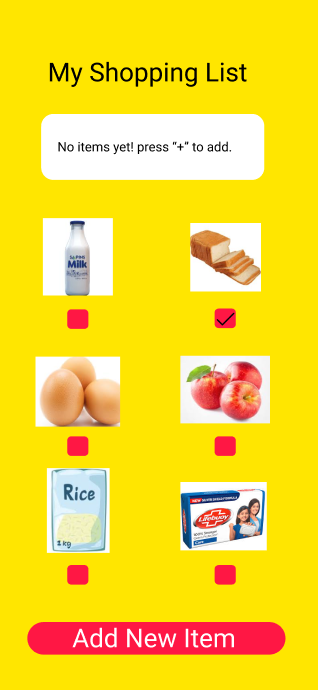 My Shopping List
No items yet! press “+” to add.
Milk
Rice
1 kg
Lifebuoy
Add New Item